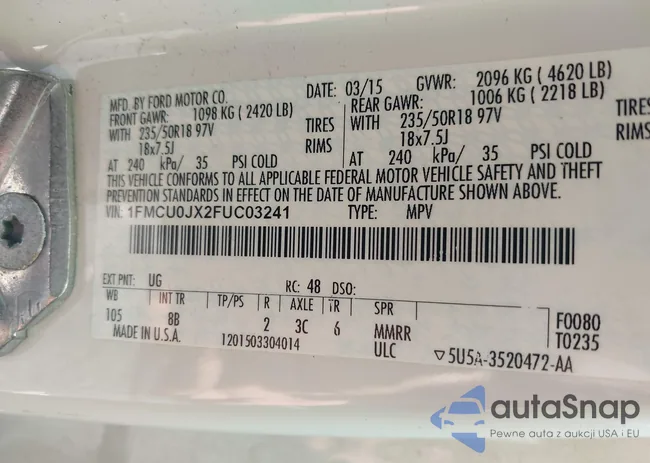 MFD. BY FORD MOTOR CO. DATE: 03/15 GVWR: 2096 KG ( 4620 LB)
FRONT GAWR: 1098 KG ( 2420 LB) REAR GAWR: 1006 KG ( 2218 LB)
WITH 235/50R18 97V TIRES WITH 235/50R18 97V TIRES
18x7.5J RIMS 18x7.5J RIMS
AT 240 kPa/ 35 PSI COLD AT 240 kPa/ 35 PSI COLD
THIS VEHICLE CONFORMS TO ALL APPLICABLE FEDERAL MOTOR VEHICLE SAFETY AND THEFT
PREVENTION STANDARDS IN EFFECT ON THE DATE OF MANUFACTURE SHOWN ABOVE.
VIN: 1FMCU0JX2FUC03241 TYPE: MPV
EXT PNT: UG RC: 48 DSO:
WB INT TR TP/PS R AXLE TR SPR F0080
105 8B 2 3C 6 MMRR T0235
MADE IN U.S.A. 1201503304014 ULC ▽5U5A-3520472-AA
autaSnap
Pewne auta z aukcji USA i EU